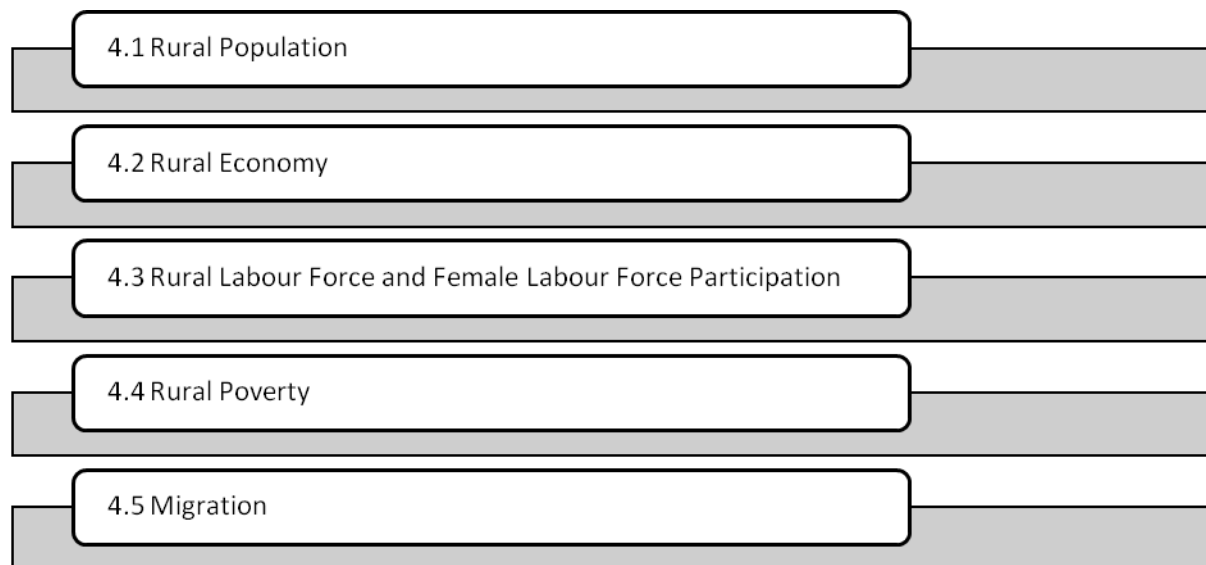 4.1 Rural Population
4.2 Rural Economy
4.3 Rural Labour Force and Female Labour Force Participation
4.4 Rural Poverty
4.5 Migration